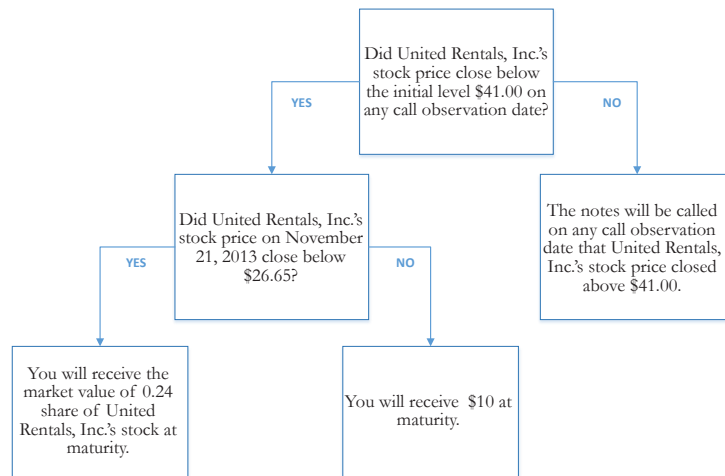 Did United Rentals, Inc.'s
stock price close below
the initial level $41.00 on
any call observation date?
YES
NO
Did United Rentals, Inc.'s
stock price on November
21, 2013 close below
$26.65?
The notes will be called
on any call observation
date that United Rentals,
Inc.'s stock price closed
above $41.00.
YES
NO
You will receive the
market value of 0.24
share of United
Rentals, Inc.'s stock at
maturity.
You will receive $10 at
maturity.